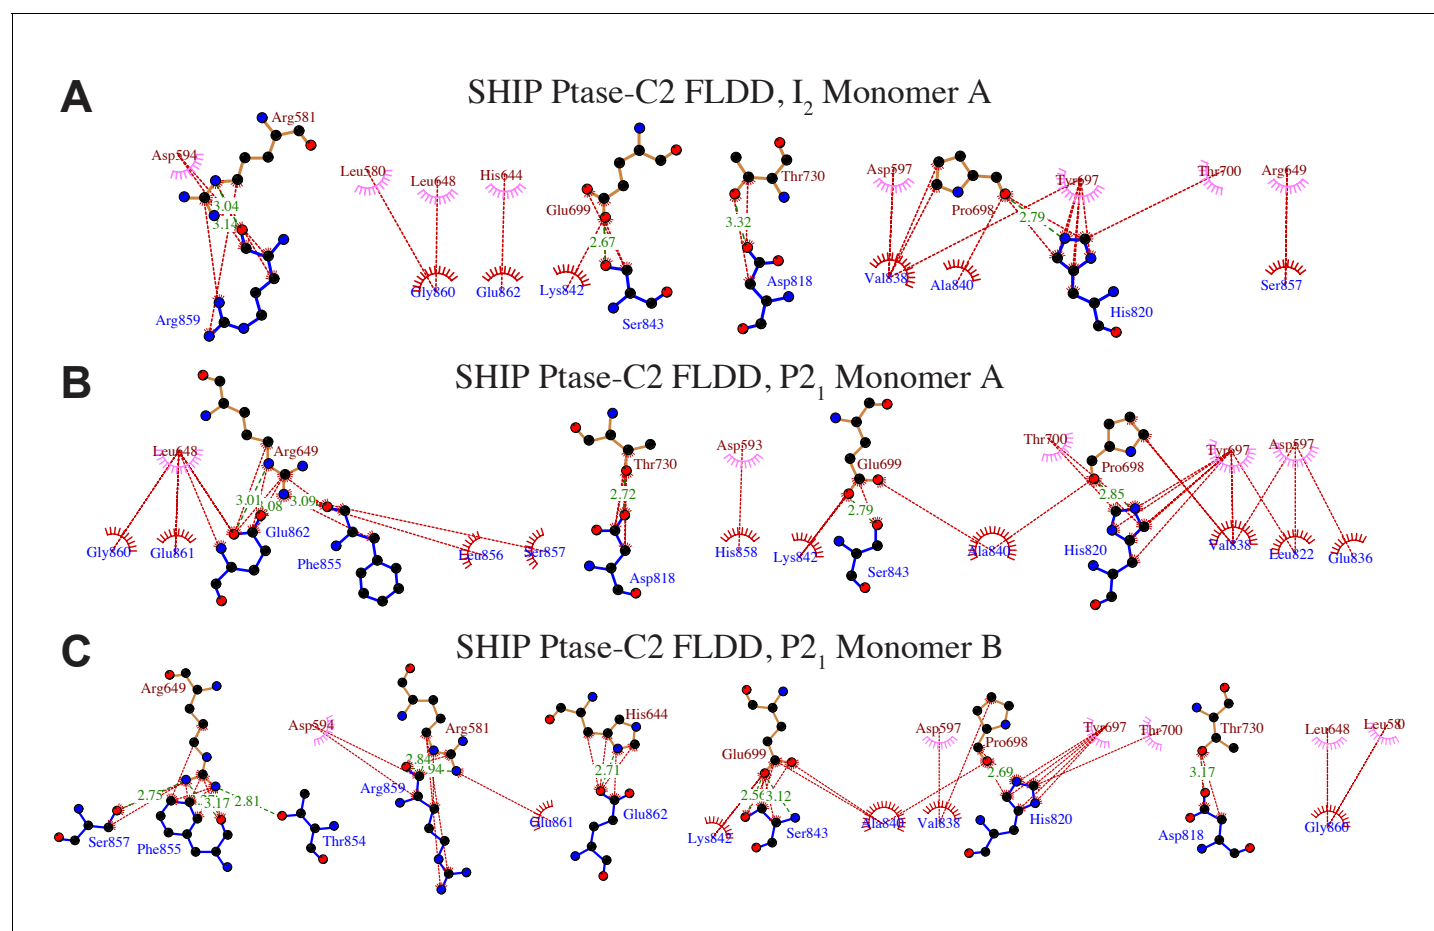 A
SHIP Ptase-C2 FLDD, I2 Monomer A
Arg581
Asp594
Leu580
Leu648
His644
Glu699
Thr730
Asp597
Pro698
Tyr697
Thr700
Arg649
3.04
3.14
2.67
3.32
2.79
Arg859
Gly860
Glu862
Lys842
Ser843
Asp818
Val838
Ala840
His820
Ser857
B
SHIP Ptase-C2 FLDD, P21 Monomer A
Leu648
Arg649
Thr730
Asp593
Glu699
Thr700
Pro698
Tyr697
Asp597
3.01
.08
3.09
2.72
2.79
2.85
Gly860
Glu861
Glu862
Phe855
Leu856
Ser857
Asp818
His858
Lys842
Ser843
Ala840
His820
Val838
Leu822
Glu836
C
SHIP Ptase-C2 FLDD, P21 Monomer B
Arg649
Asp594
Arg581
His644
Glu699
Asp597
Pro698
Tyr697
Thr700
Thr730
Leu648
Leu580
2.75
3.17
2.81
2.84
.94
2.71
3.12
2.69
3.17
Ser857
Phe855
Thr854
Arg859
Glu861
Glu862
Lys842
Ser843
Ala840
Val838
His820
Asp818
Gly860